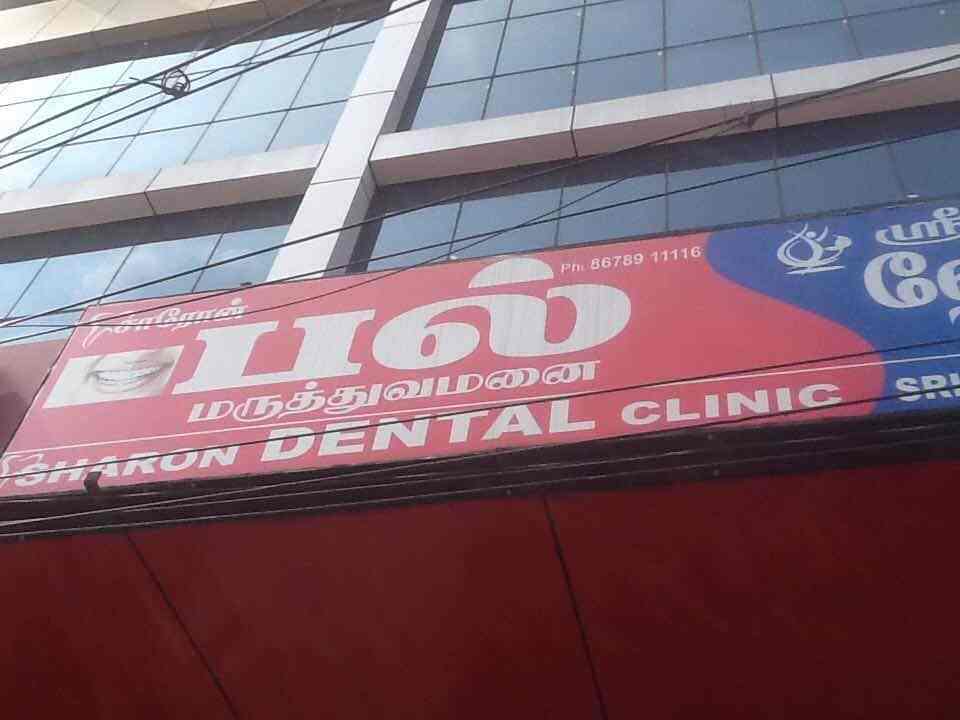 சாரோன்
Ph: 86789 11116
பல்
மருத்துவமனை
SHARON DENTAL CLINIC
ஸ்ரீ
SRI